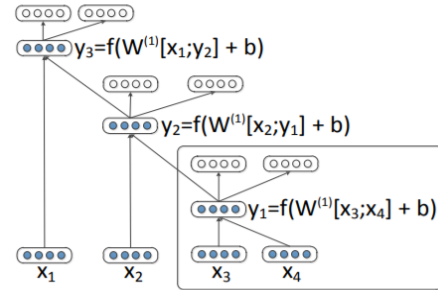 y₃=f(W⁽¹⁾[x₁;y₂] + b)
y₂=f(W⁽¹⁾[x₂;y₁] + b)
y₁=f(W⁽¹⁾[x₃;x₄] + b)
x₁ x₂ x₃ x₄